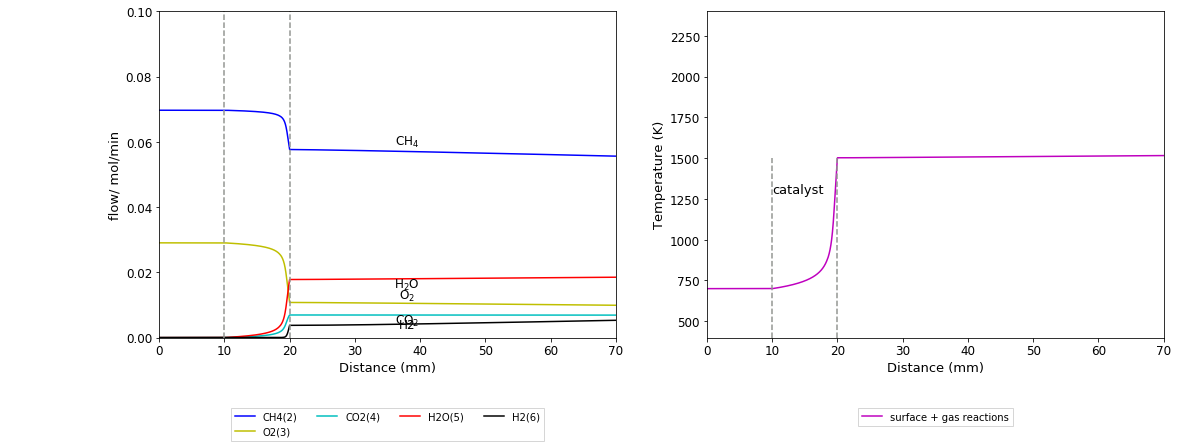 0.10
0.08
0.06
0.04
0.02
0.00
flow/ mol/min
CH4
H2O
O2
CO2
H2
0 10 20 30 40 50 60 70
Distance (mm)
CH4(2) CO2(4) H2O(5) H2(6)
O2(3)
2250
2000
1750
1500
1250
1000
750
500
Temperature (K)
catalyst
0 10 20 30 40 50 60 70
Distance (mm)
surface + gas reactions